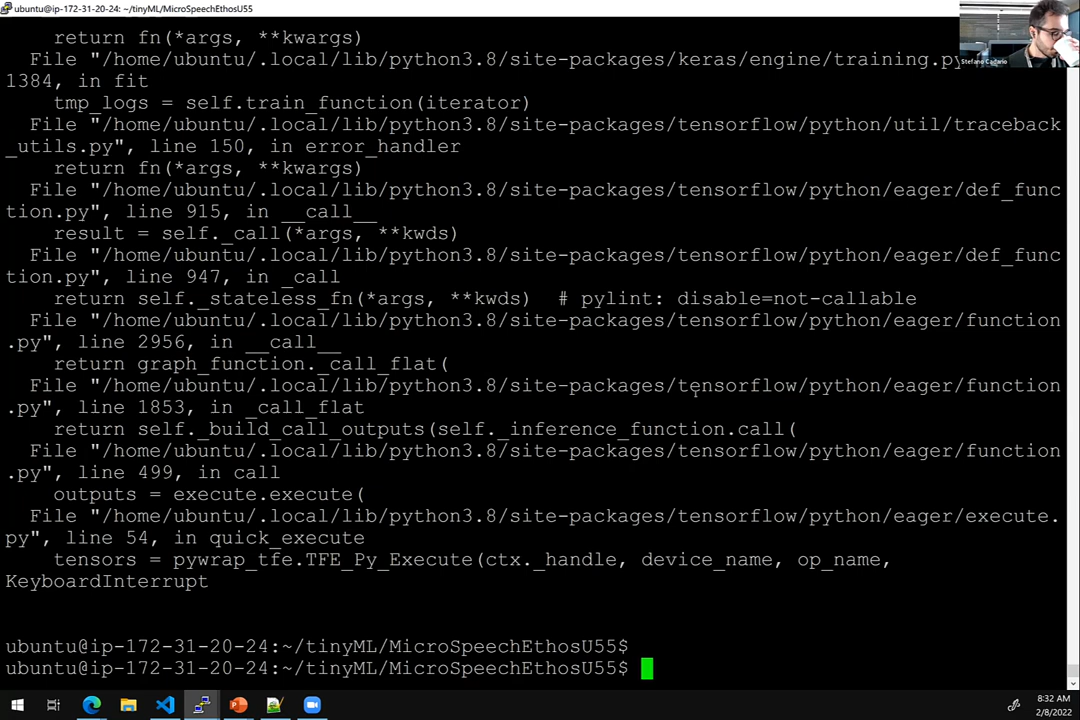 ubuntu@ip-172-31-20-24: ~/tinyML/MicroSpeechEthosU55
    return fn(*args, **kwargs)
  File "/home/ubuntu/.local/lib/python3.8/site-packages/keras/engine/training.py
1384, in fit
    tmp_logs = self.train_function(iterator)
  File "/home/ubuntu/.local/lib/python3.8/site-packages/tensorflow/python/util/traceback
_utils.py", line 150, in error_handler
    return fn(*args, **kwargs)
  File "/home/ubuntu/.local/lib/python3.8/site-packages/tensorflow/python/eager/def_func
tion.py", line 915, in __call__
    result = self._call(*args, **kwds)
  File "/home/ubuntu/.local/lib/python3.8/site-packages/tensorflow/python/eager/def_func
tion.py", line 947, in _call
    return self._stateless_fn(*args, **kwds)  # pylint: disable=not-callable
  File "/home/ubuntu/.local/lib/python3.8/site-packages/tensorflow/python/eager/function
.py", line 2956, in __call__
    return graph_function._call_flat(
  File "/home/ubuntu/.local/lib/python3.8/site-packages/tensorflow/python/eager/function
.py", line 1853, in _call_flat
    return self._build_call_outputs(self._inference_function.call(
  File "/home/ubuntu/.local/lib/python3.8/site-packages/tensorflow/python/eager/function
.py", line 499, in call
    outputs = execute.execute(
  File "/home/ubuntu/.local/lib/python3.8/site-packages/tensorflow/python/eager/execute.
py", line 54, in quick_execute
    tensors = pywrap_tfe.TFE_Py_Execute(ctx._handle, device_name, op_name,
KeyboardInterrupt
ubuntu@ip-172-31-20-24:~/tinyML/MicroSpeechEthosU55$
ubuntu@ip-172-31-20-24:~/tinyML/MicroSpeechEthosU55$
Stefano Cadario
8:32 AM
2/8/2022